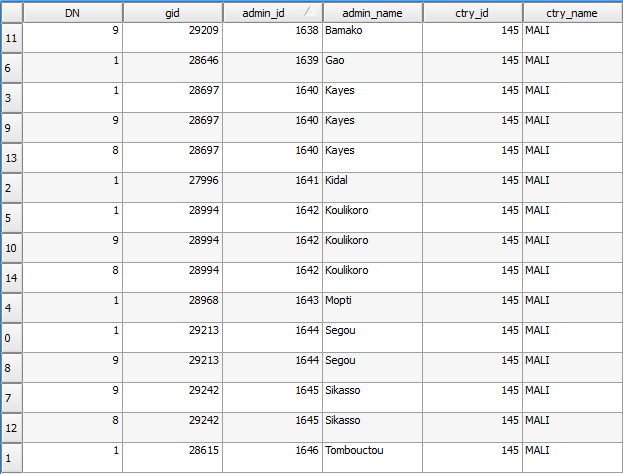 DN gid admin_id admin_name ctry_id ctry_name
11 9 29209 1638 Bamako 145 MALI
6 1 28646 1639 Gao 145 MALI
3 1 28697 1640 Kayes 145 MALI
9 9 28697 1640 Kayes 145 MALI
13 8 28697 1640 Kayes 145 MALI
2 1 27996 1641 Kidal 145 MALI
5 1 28994 1642 Koulikoro 145 MALI
10 9 28994 1642 Koulikoro 145 MALI
14 8 28994 1642 Koulikoro 145 MALI
4 1 28968 1643 Mopti 145 MALI
0 1 29213 1644 Segou 145 MALI
8 9 29213 1644 Segou 145 MALI
7 9 29242 1645 Sikasso 145 MALI
12 8 29242 1645 Sikasso 145 MALI
1 1 28615 1646 Tombouctou 145 MALI